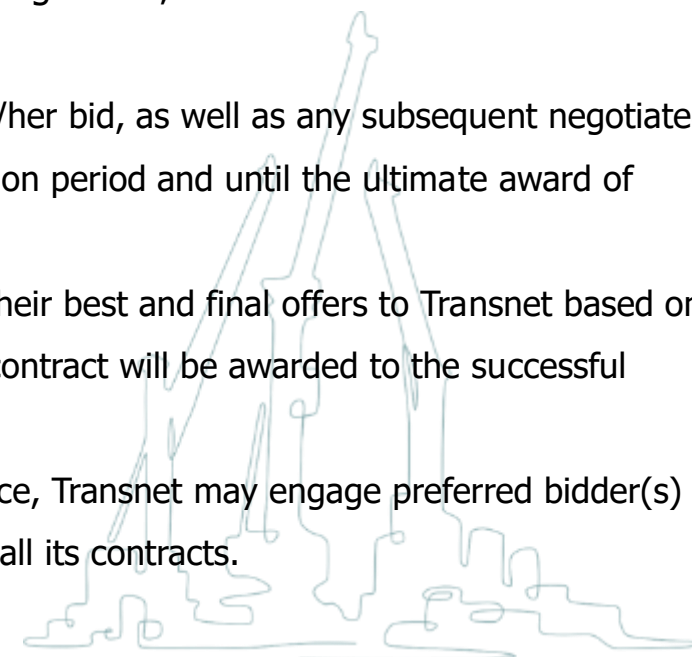 /her bid, as well as any subsequent negotiate
on period and until the ultimate award of
heir best and final offers to Transnet based on
contract will be awarded to the successful
ce, Transnet may engage preferred bidder(s)
all its contracts.